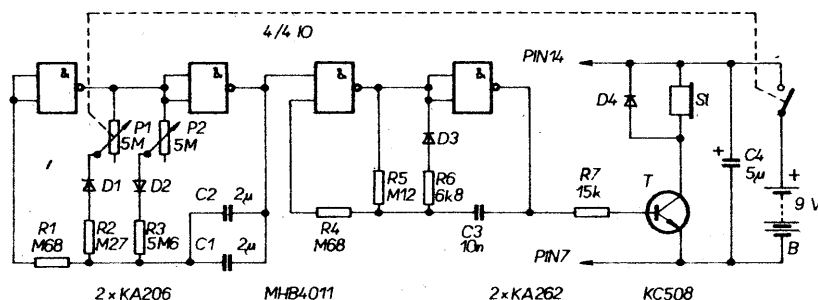 4/4 IO
&
&
&
&
PIN14
P1
5M
P2
5M
D1
D2
D3
D4
Sl
C4
5µ
+
+
9 V
B
R1
M68
R2
M27
R3
5M6
C2
2µ
C1
2µ
R4
M68
R5
M12
R6
6k8
C3
10n
R7
15k
T
PIN7
2×KA206
MHB4011
2×KA262
KC508